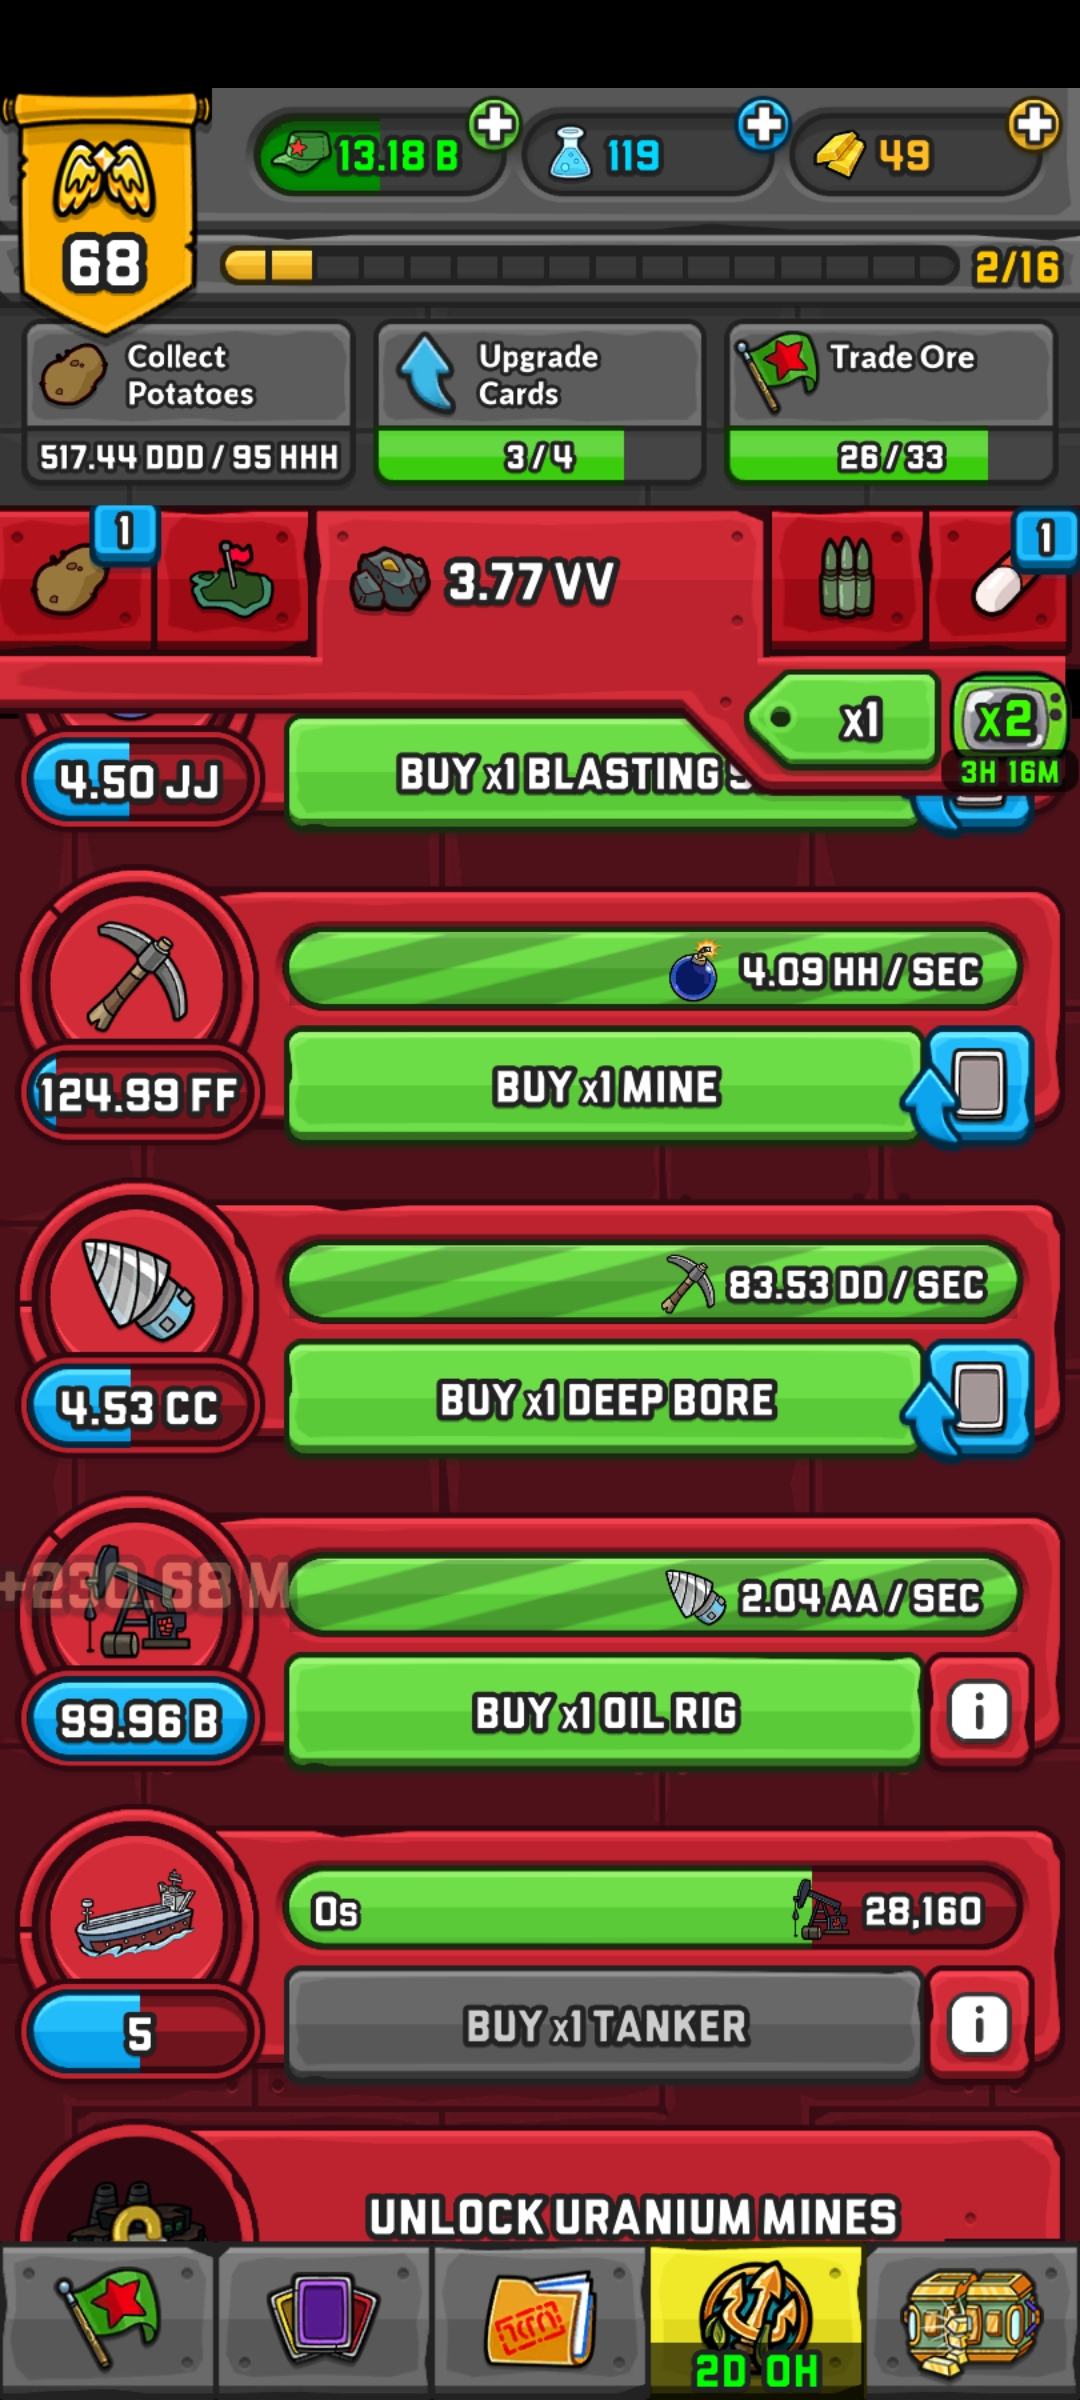 13.18 B
119
49
68
2/16
Collect
Potatoes
Upgrade
Cards
Trade Ore
517.44 DDD / 95 HHH
3/4
26/33
1
3.77 VV
1
x1
x2
3H 16M
4.50 JJ
BUY x1 BLASTING
4.09 HH / SEC
124.99 FF
BUY x1 MINE
83.53 DD / SEC
4.53 CC
BUY x1 DEEP BORE
+230.68 M
2.04 AA / SEC
99.96 B
BUY x1 OIL RIG
i
0s
28,160
5
BUY x1 TANKER
i
UNLOCK URANIUM MINES
2D 0H